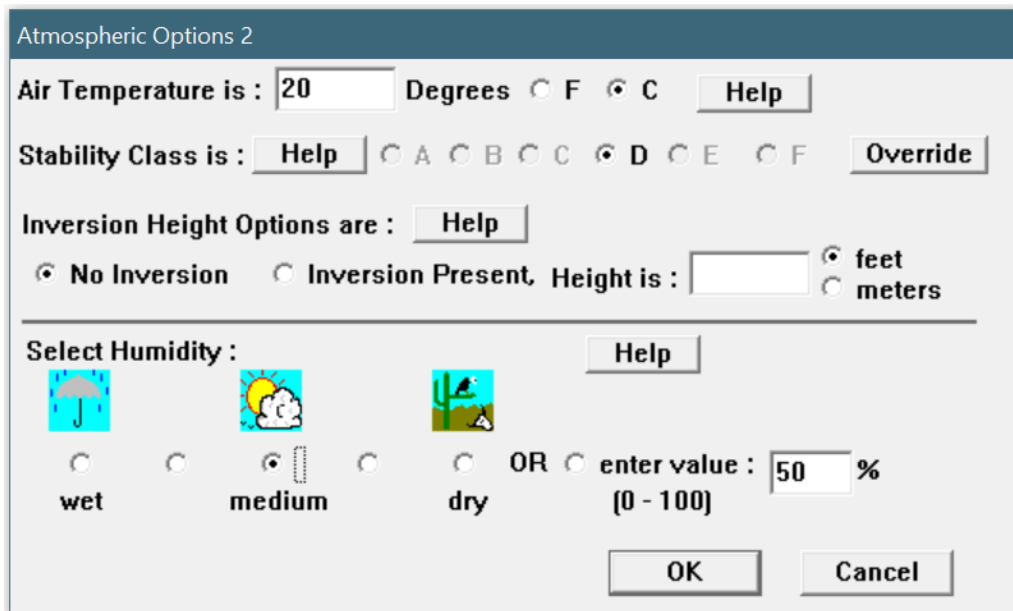 Atmospheric Options 2
Air Temperature is : 20 Degrees F C Help
Stability Class is : Help A B C D E F Override
Inversion Height Options are : Help
No Inversion Inversion Present, Height is : feet
meters
Select Humidity : Help
OR enter value : 50 %
wet medium dry (0 - 100)
OK Cancel